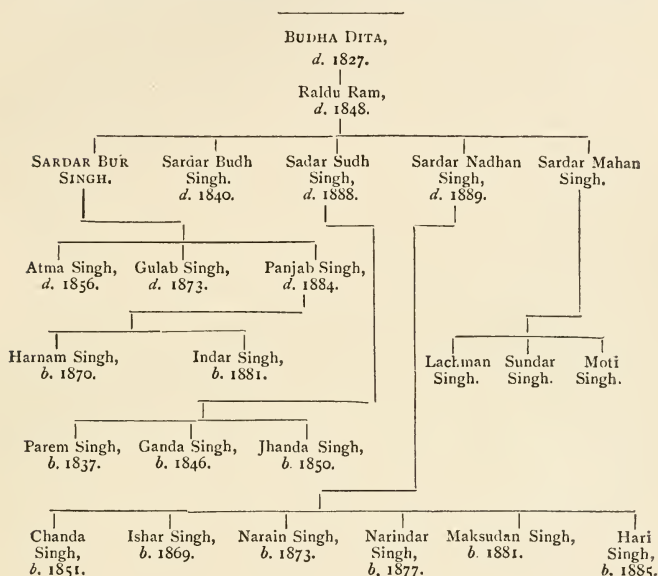 BUDHA DITA,
d. 1827.
Raldu Ram,
d. 1848.
SARDAR BUR
SINGH.
Sardar Budh
Singh.
d. 1840.
Sadar Sudh
Singh,
d. 1888.
Sardar Nadhan
Singh,
d. 1889.
Sardar Mahan
Singh.
Atma Singh,
d. 1856.
Gulab Singh,
d. 1873.
Panjab Singh,
d. 1884.
Harnam Singh,
b. 1870.
Indar Singh,
b. 1881.
Lachman
Singh.
Sundar
Singh.
Moti
Singh.
Parem Singh,
b. 1837.
Ganda Singh,
b. 1846.
Jhanda Singh,
b. 1850.
Chanda
Singh,
b. 1851.
Ishar Singh,
b. 1869.
Narain Singh,
b. 1873.
Narindar
Singh,
b. 1877.
Maksudan Singh,
b. 1881.
Hari
Singh,
b. 1885.